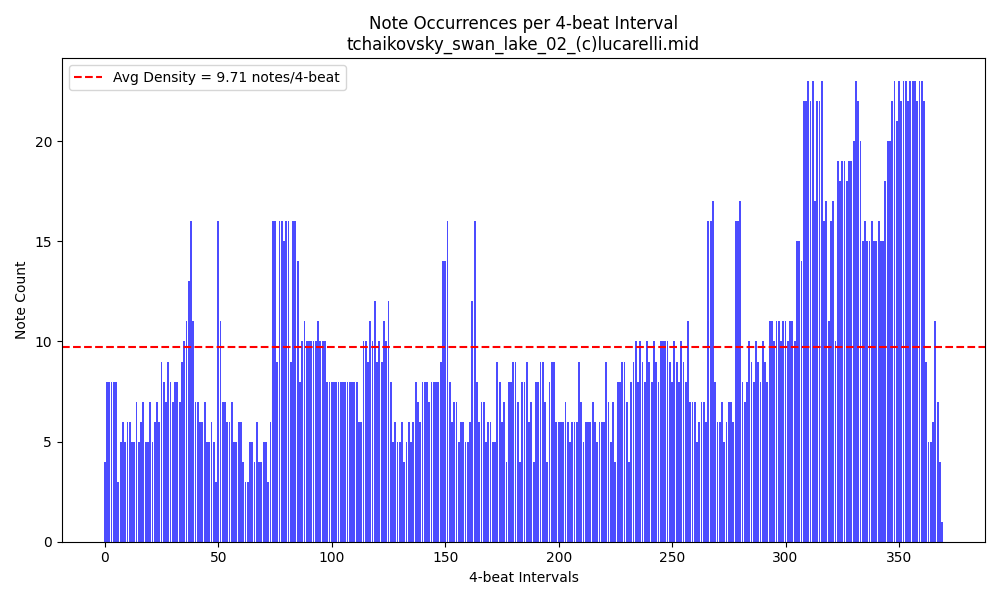 Note Occurrences per 4-beat Interval
tchaikovsky_swan_lake_02_(c)lucarelli.mid
Avg Density = 9.71 notes/4-beat
Note Count
20
15
10
5
0
0 50 100 150 200 250 300 350
4-beat Intervals